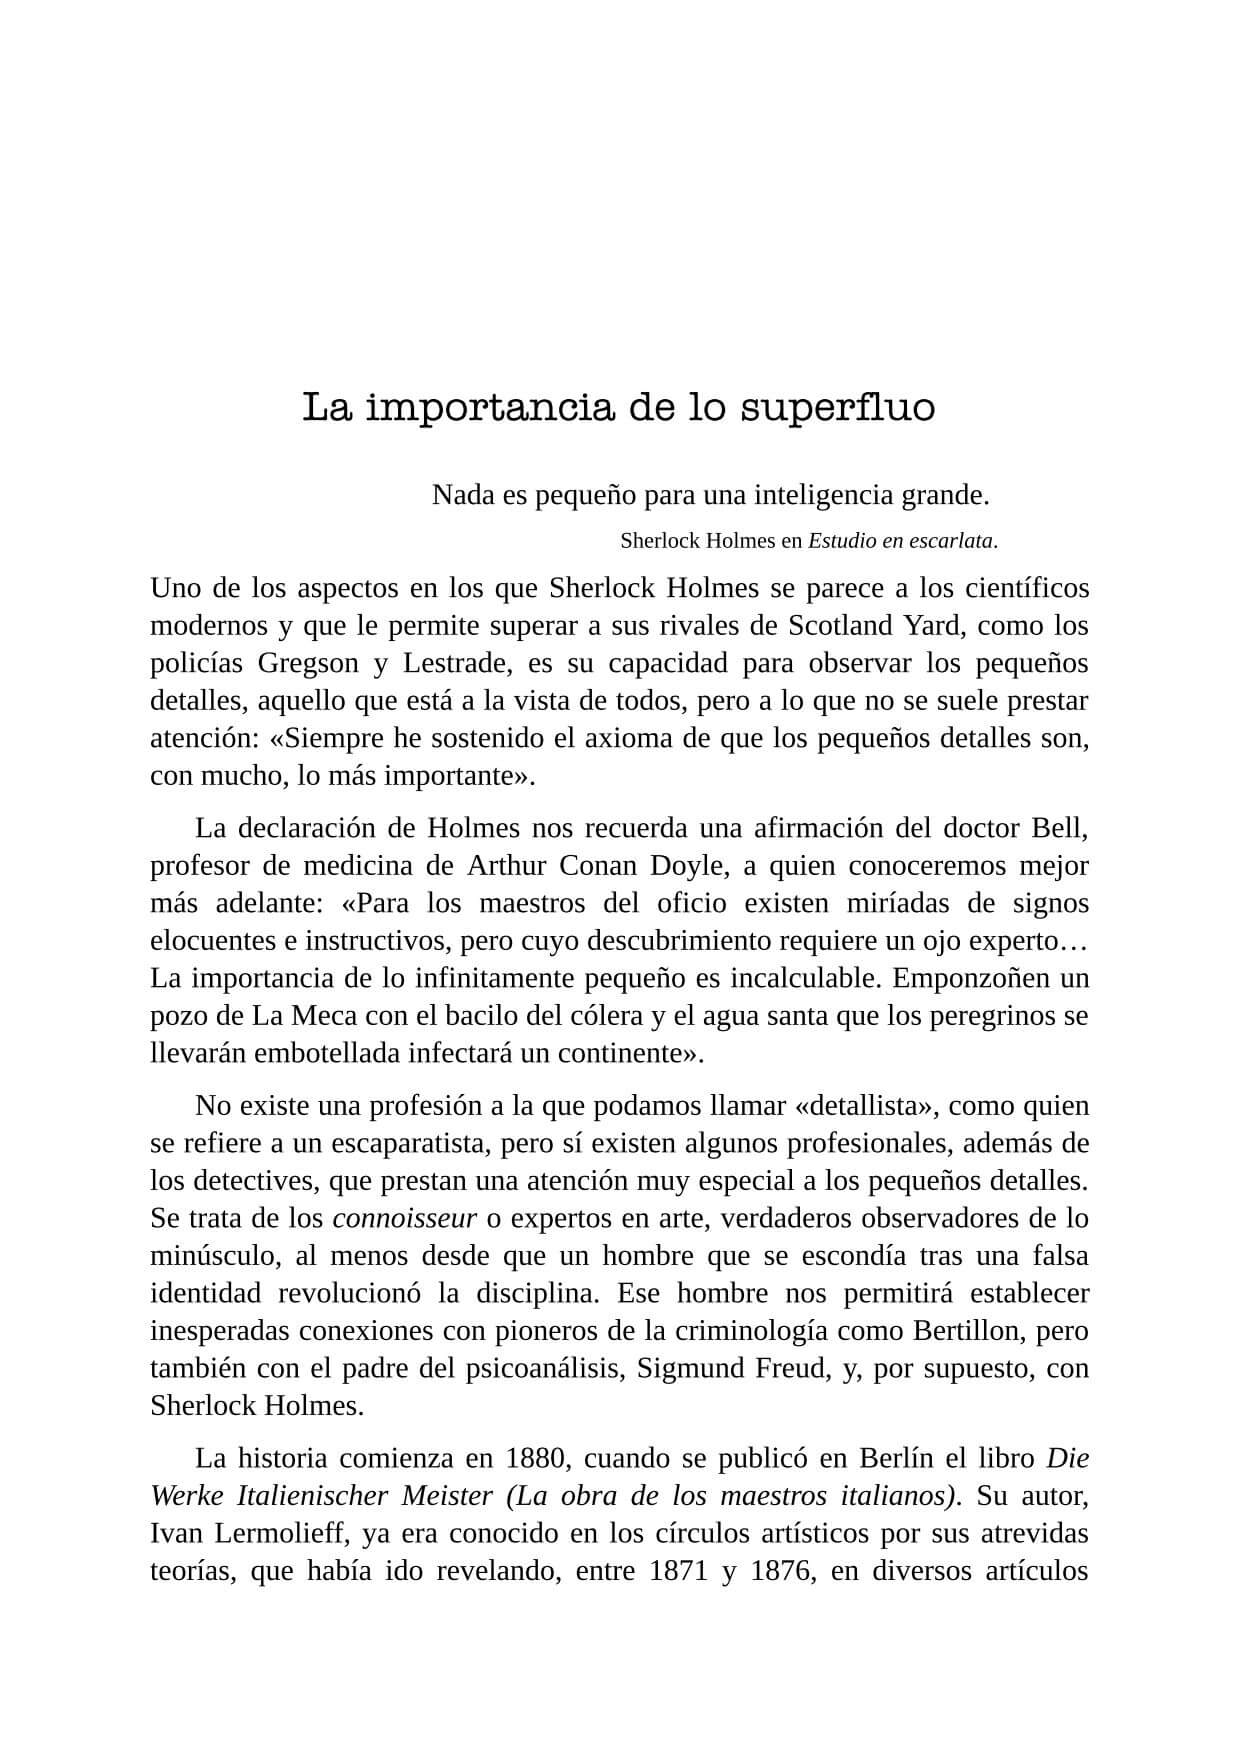 La importancia de lo superfluo
Nada es pequeño para una inteligencia grande.
Sherlock Holmes en Estudio en escarlata.
Uno de los aspectos en los que Sherlock Holmes se parece a los científicos
modernos y que le permite superar a sus rivales de Scotland Yard, como los
policías Gregson y Lestrade, es su capacidad para observar los pequeños
detalles, aquello que está a la vista de todos, pero a lo que no se suele prestar
atención: «Siempre he sostenido el axioma de que los pequeños detalles son,
con mucho, lo más importante».
La declaración de Holmes nos recuerda una afirmación del doctor Bell,
profesor de medicina de Arthur Conan Doyle, a quien conoceremos mejor
más adelante: «Para los maestros del oficio existen miríadas de signos
elocuentes e instructivos, pero cuyo descubrimiento requiere un ojo experto…
La importancia de lo infinitamente pequeño es incalculable. Emponzoñen un
pozo de La Meca con el bacilo del cólera y el agua santa que los peregrinos se
llevarán embotellada infectará un continente».
No existe una profesión a la que podamos llamar «detallista», como quien
se refiere a un escaparatista, pero sí existen algunos profesionales, además de
los detectives, que prestan una atención muy especial a los pequeños detalles.
Se trata de los connoisseur o expertos en arte, verdaderos observadores de lo
minúsculo, al menos desde que un hombre que se escondía tras una falsa
identidad revolucionó la disciplina. Ese hombre nos permitirá establecer
inesperadas conexiones con pioneros de la criminología como Bertillon, pero
también con el padre del psicoanálisis, Sigmund Freud, y, por supuesto, con
Sherlock Holmes.
La historia comienza en 1880, cuando se publicó en Berlín el libro Die
Werke Italienischer Meister (La obra de los maestros italianos). Su autor,
Ivan Lermolieff, ya era conocido en los círculos artísticos por sus atrevidas
teorías, que había ido revelando, entre 1871 y 1876, en diversos artículos